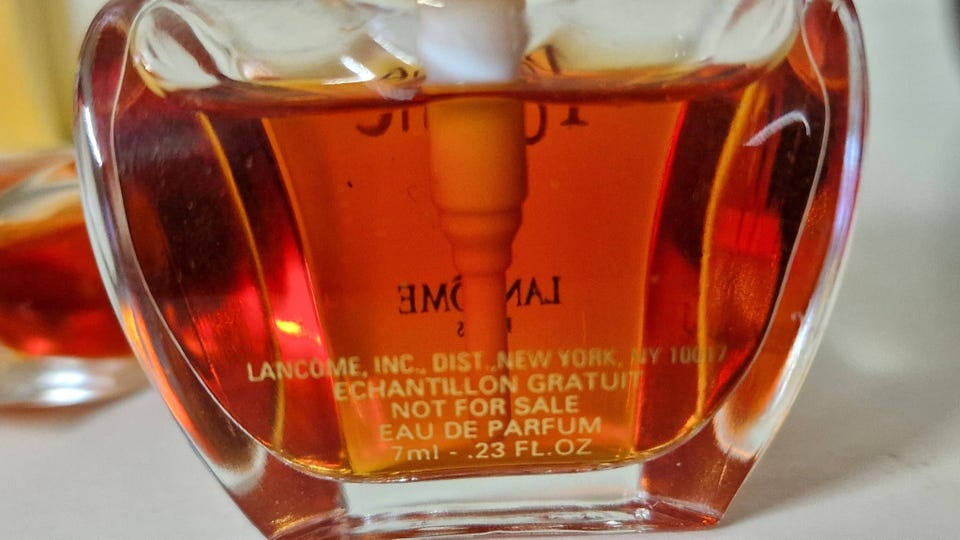 LANCOME
LANCOME, INC., DIST., NEW YORK, NY 10017
ECHANTILLON GRATUIT
NOT FOR SALE
EAU DE PARFUM
7ml - .23 FL.OZ